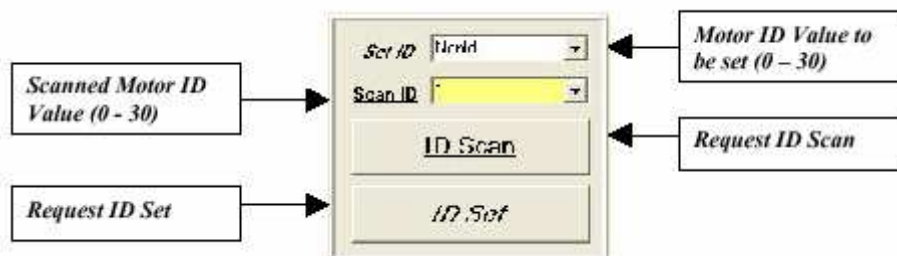 Set ID
Motor ID Value to
be set (0 – 30)
Scanned Motor ID
Value (0 - 30)
Scan ID
ID Scan
Request ID Scan
Request ID Set
ID Set